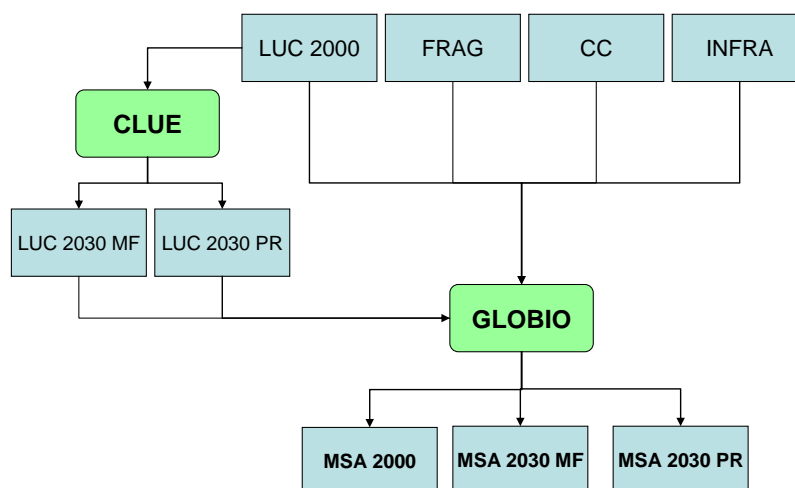 LUC 2000
FRAG
CC
INFRA
CLUE
LUC 2030 MF
LUC 2030 PR
GLOBIO
MSA 2000
MSA 2030 MF
MSA 2030 PR